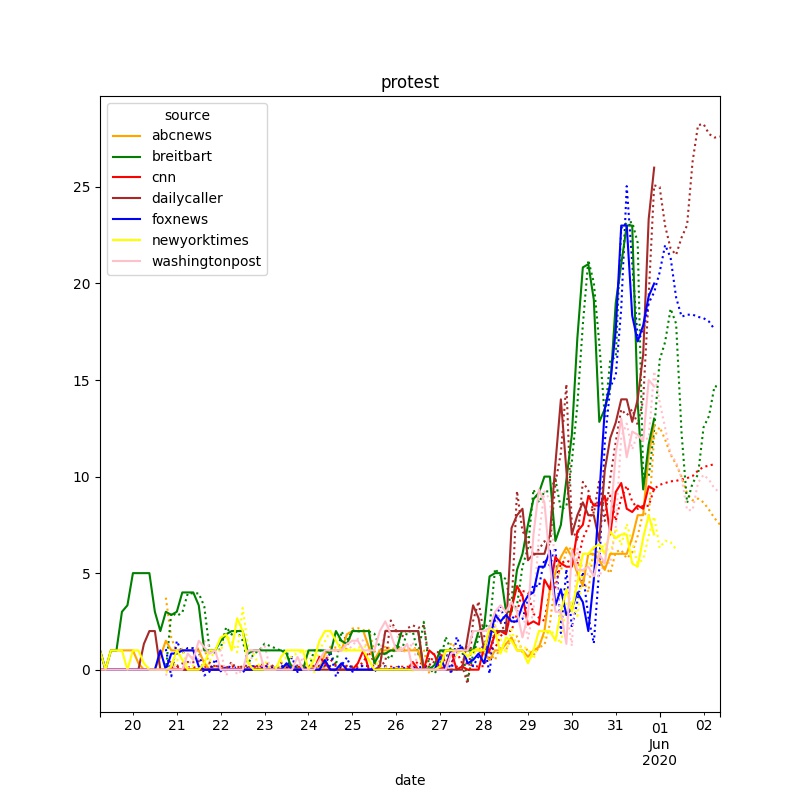 protest
source
abcnews
breitbart
cnn
dailycaller
foxnews
newyorktimes
washingtonpost
25
20
15
10
5
0
20 21 22 23 24 25 26 27 28 29 30 31 01 02
Jun
2020
date